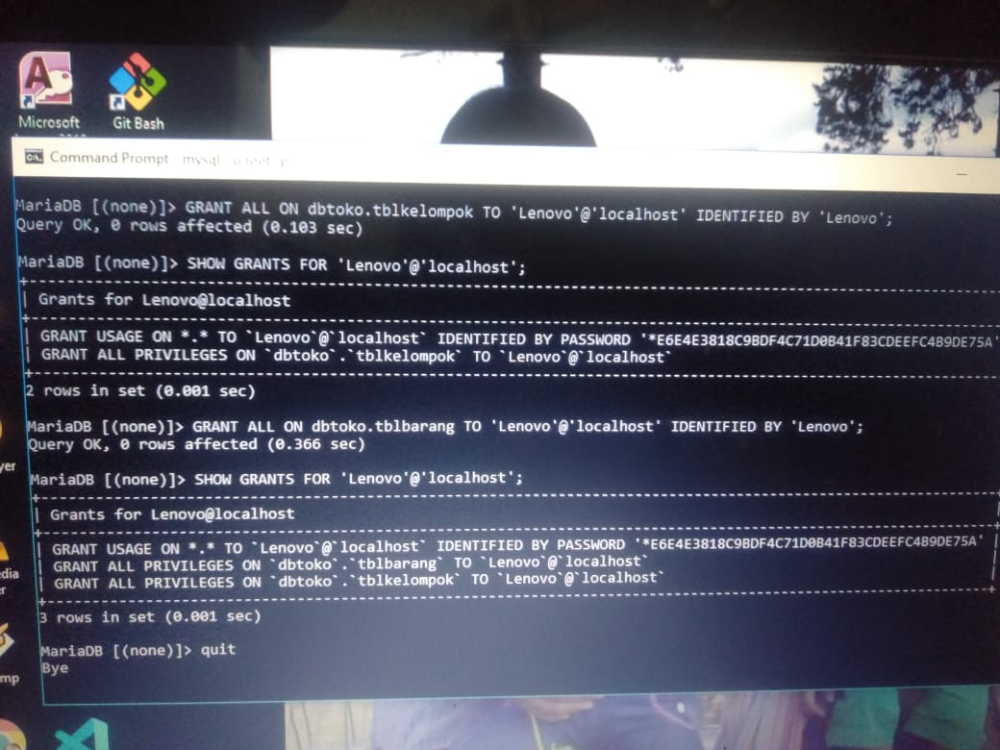 Microsoft
Git Bash
Command Prompt - mysql -u root -p
MariaDB [(none)]> GRANT ALL ON dbtoko.tblkelompok TO 'Lenovo'@'localhost' IDENTIFIED BY 'Lenovo';
Query OK, 0 rows affected (0.103 sec)
MariaDB [(none)]> SHOW GRANTS FOR 'Lenovo'@'localhost';
| Grants for Lenovo@localhost
| GRANT USAGE ON *.* TO `Lenovo`@`localhost` IDENTIFIED BY PASSWORD '*E6E4E3818C9BDF4C71D0B41F83CDEEFC4B9DE75A'
| GRANT ALL PRIVILEGES ON `dbtoko`.`tblkelompok` TO `Lenovo`@`localhost`
2 rows in set (0.001 sec)
MariaDB [(none)]> GRANT ALL ON dbtoko.tblbarang TO 'Lenovo'@'localhost' IDENTIFIED BY 'Lenovo';
Query OK, 0 rows affected (0.366 sec)
MariaDB [(none)]> SHOW GRANTS FOR 'Lenovo'@'localhost';
| Grants for Lenovo@localhost |
| GRANT USAGE ON *.* TO `Lenovo`@`localhost` IDENTIFIED BY PASSWORD '*E6E4E3818C9BDF4C71D0B41F83CDEEFC4B9DE75A' |
| GRANT ALL PRIVILEGES ON `dbtoko`.`tblbarang` TO `Lenovo`@`localhost` |
| GRANT ALL PRIVILEGES ON `dbtoko`.`tblkelompok` TO `Lenovo`@`localhost` |
3 rows in set (0.001 sec)
MariaDB [(none)]> quit
Bye